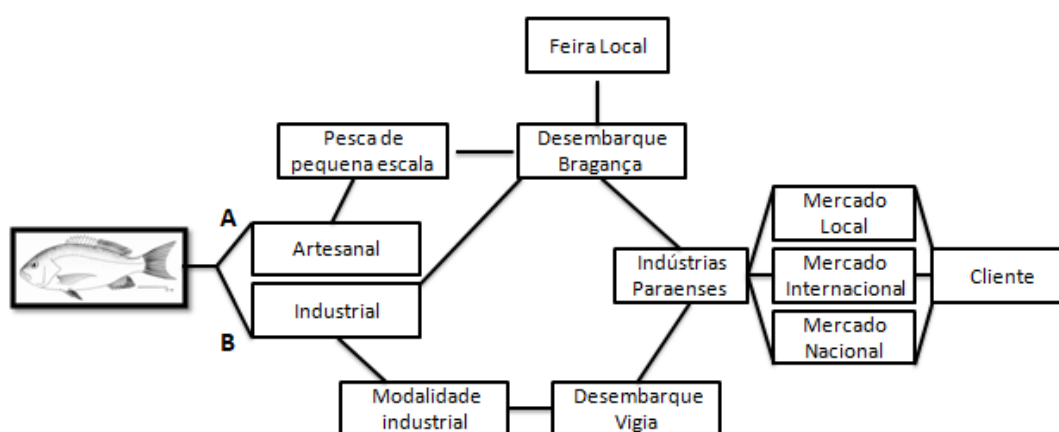 Feira Local
Pesca de
pequena escala
Desembarque
Bragança
A
Artesanal
Industrial
B
Modalidade
industrial
Desembarque
Vigia
Indústrias
Paraenses
Mercado
Local
Mercado
Internacional
Mercado
Nacional
Cliente